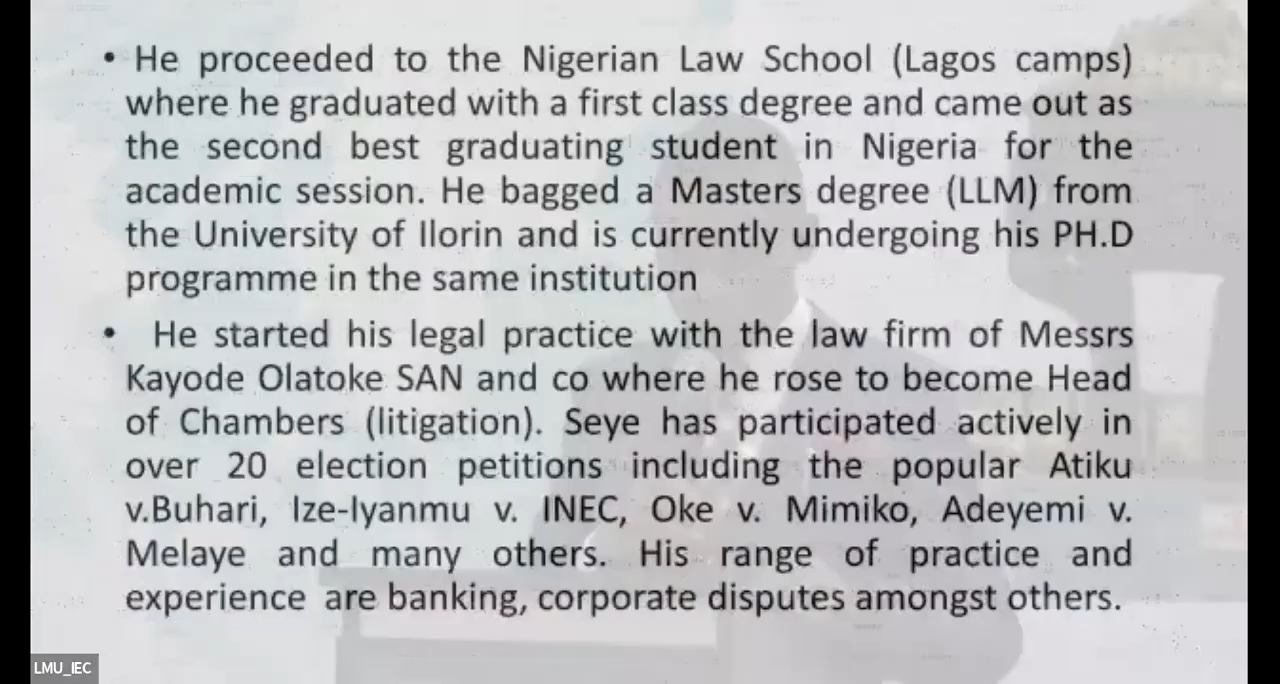 • He proceeded to the Nigerian Law School (Lagos camps)
where he graduated with a first class degree and came out as
the second best graduating student in Nigeria for the
academic session. He bagged a Masters degree (LLM) from
the University of Ilorin and is currently undergoing his PH.D
programme in the same institution
• He started his legal practice with the law firm of Messrs
Kayode Olatoke SAN and co where he rose to become Head
of Chambers (litigation). Seye has participated actively in
over 20 election petitions including the popular Atiku
v.Buhari, Ize-Iyanmu v. INEC, Oke v. Mimiko, Adeyemi v.
Melaye and many others. His range of practice and
experience are banking, corporate disputes amongst others.
LMU_IEC